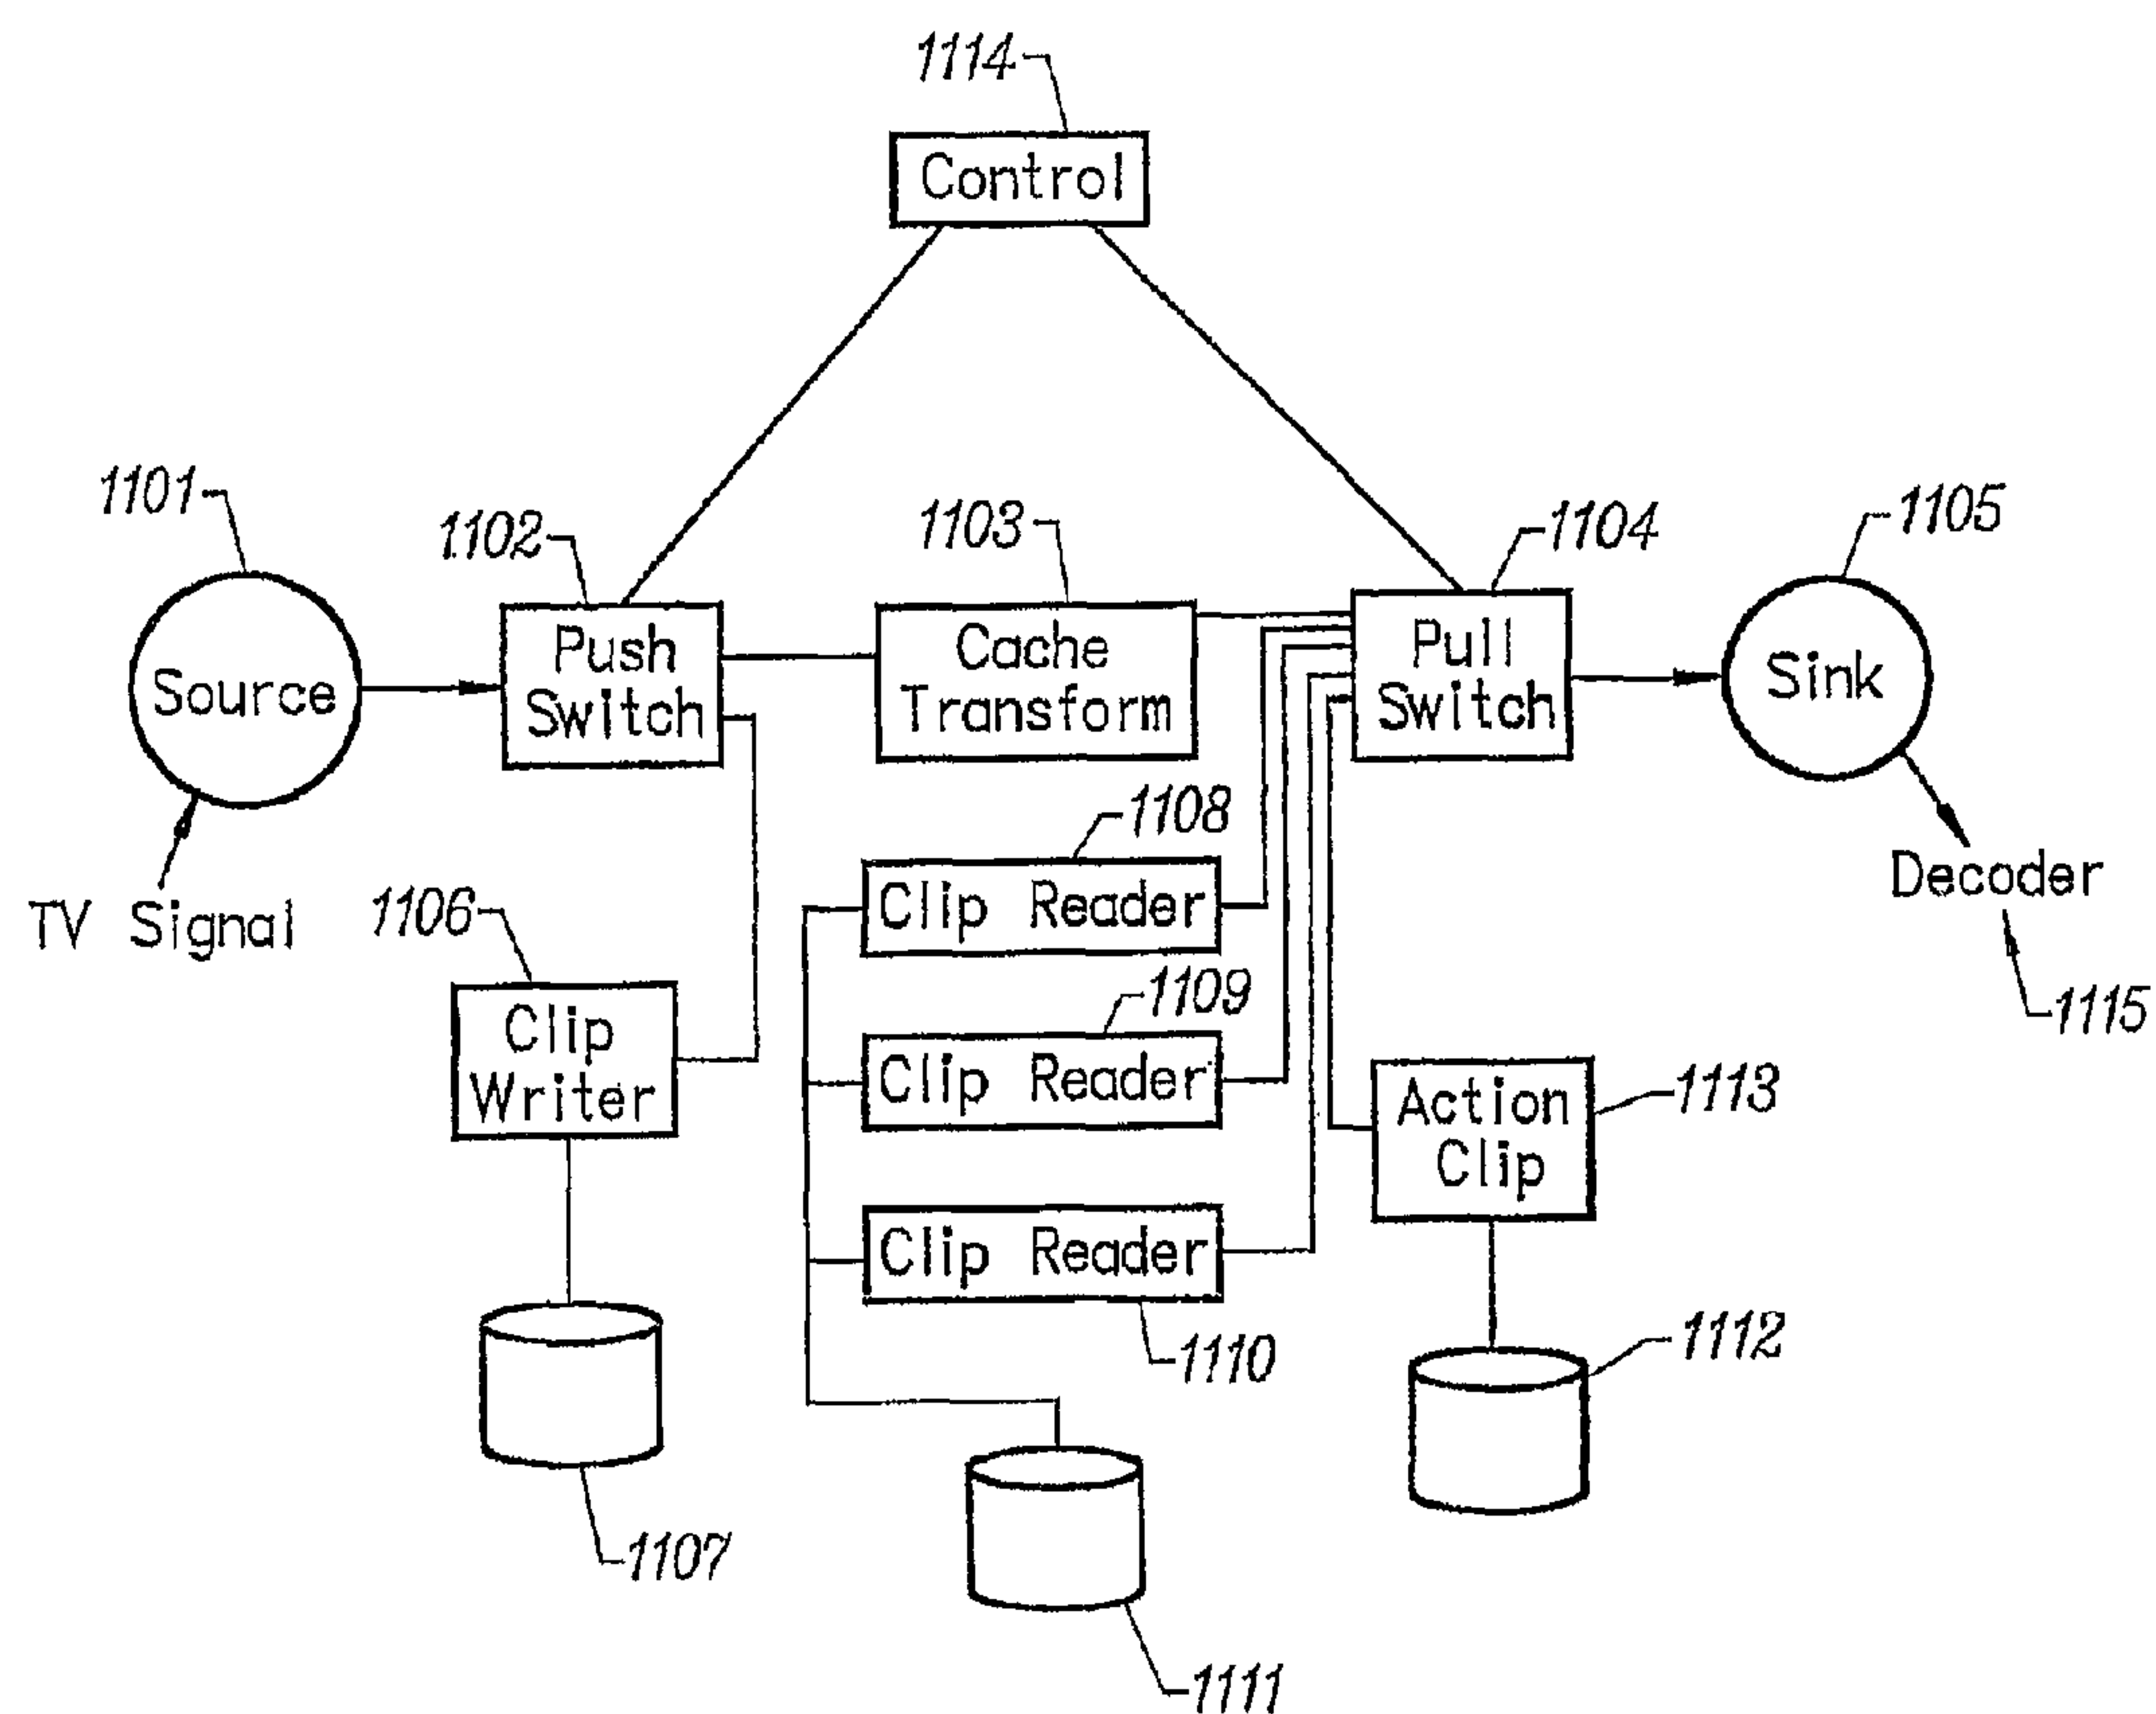 1114
Control
1101
1102
1103
1104
1105
Source
Push
Switch
Cache
Transform
Pull
Switch
Sink
TV Signal
1106
1108
Clip Reader
Decoder
1115
Clip
Writer
1109
Clip Reader
Action
Clip
1113
Clip Reader
1110
1112
1107
1111